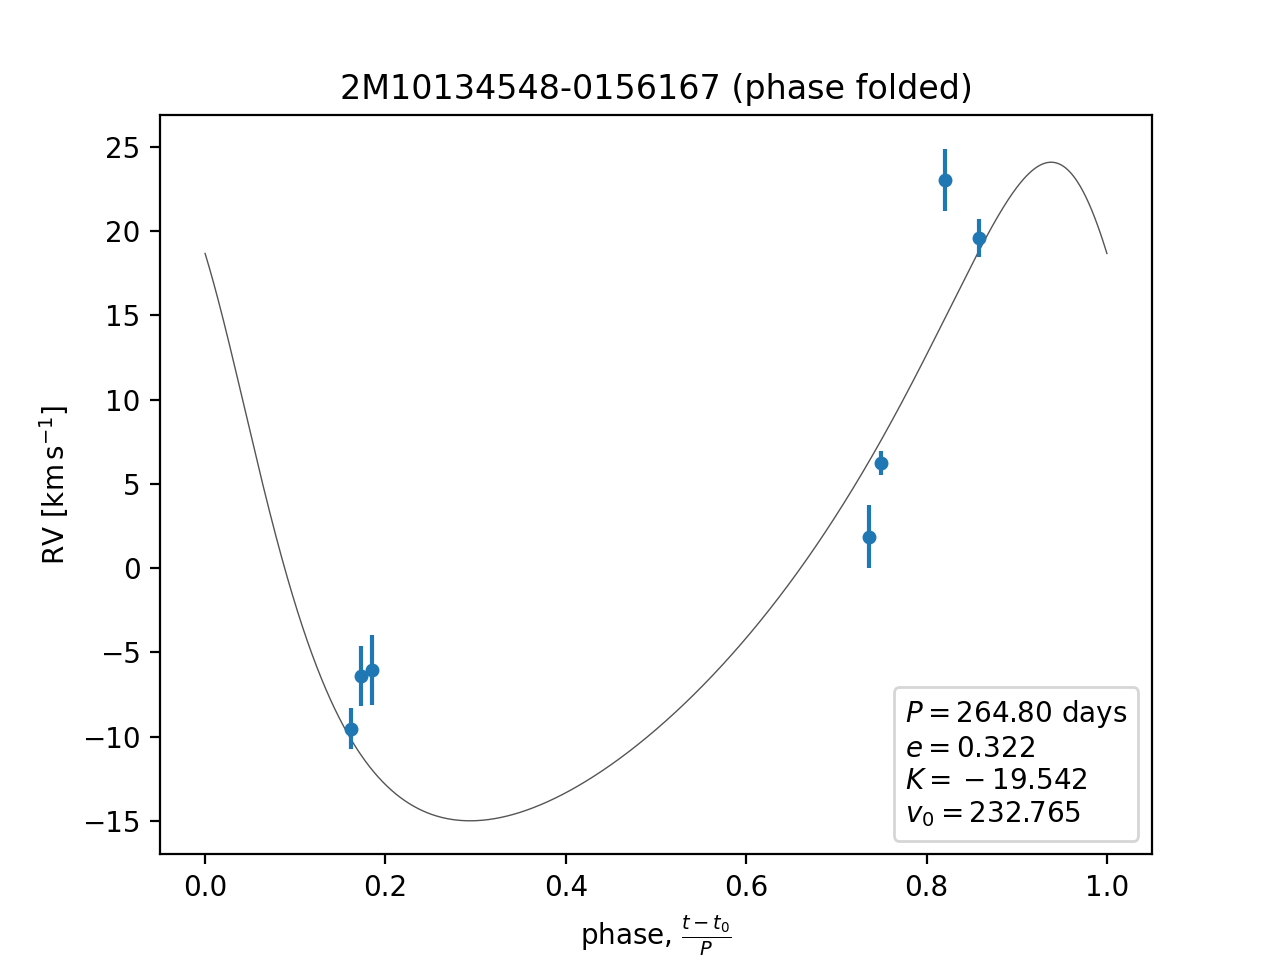 2M10134548-0156167 (phase folded)
RV [km s⁻¹]
25
20
15
10
5
0
−5
−10
−15
P = 264.80 days
e = 0.322
K = −19.542
v₀ = 232.765
0.0 0.2 0.4 0.6 0.8 1.0
phase, (t − t₀)/P